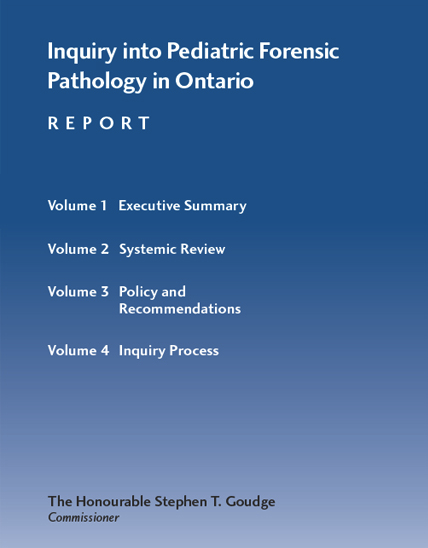 Inquiry into Pediatric Forensic
Pathology in Ontario
REPORT
Volume 1 Executive Summary
Volume 2 Systemic Review
Volume 3 Policy and
Recommendations
Volume 4 Inquiry Process
The Honourable Stephen T. Goudge
Commissioner